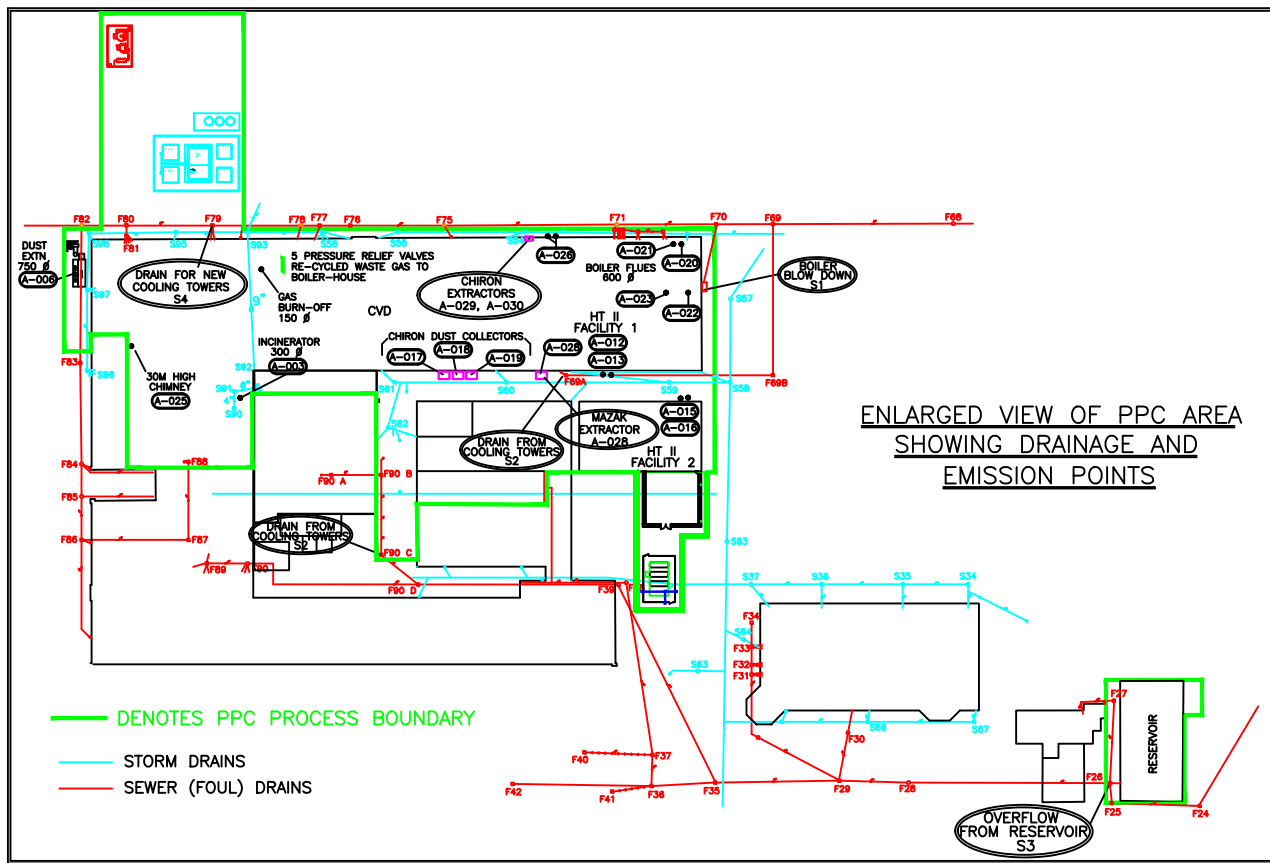 F82
F80
F79
F78
F77
F76
F75
F71
F70
F69
F68
F81
S96
S95
S93
S56
S55
S54
DUST
EXTN
750 Ø
A-006
DRAIN FOR NEW
COOLING TOWERS
S4
5 PRESSURE RELIEF VALVES
RE-CYCLED WASTE GAS TO
BOILER-HOUSE
GAS
BURN-OFF
150 Ø
9"
CVD
CHIRON
EXTRACTORS
A-029, A-030
A-026
A-021
A-020
BOILER FLUES
600 Ø
A-023
A-022
BOILER
BLOW DOWN
S1
S97
S57
HT II
FACILITY 1
A-012
A-013
CHIRON DUST COLLECTORS
A-017
A-018
A-019
A-028
INCINERATOR
300 Ø
A-003
F83
30M HIGH
CHIMNEY
A-025
S98
S92
S91
6"
4"
S90
S61
S60
F69A
S59
S58
F69B
S62
A-015
A-016
MAZAK
EXTRACTOR
A-028
DRAIN FROM
COOLING TOWERS
S2
HT II
FACILITY 2
ENLARGED VIEW OF PPC AREA
SHOWING DRAINAGE AND
EMISSION POINTS
F84
F88
F90 A
F90 B
F85
F86
F87
DRAIN FROM
COOLING TOWERS
S2
F90 C
S63
F89
F90
F90 D
F39
S37
S36
S35
S34
F34
S64
F33
F32
F31
S63
F27
RESERVOIR
DENOTES PPC PROCESS BOUNDARY
STORM DRAINS
SEWER (FOUL) DRAINS
S66
S67
F30
F40
F37
F42
F41
F36
F35
F29
F28
F26
F25
F24
OVERFLOW
FROM RESERVOIR
S3